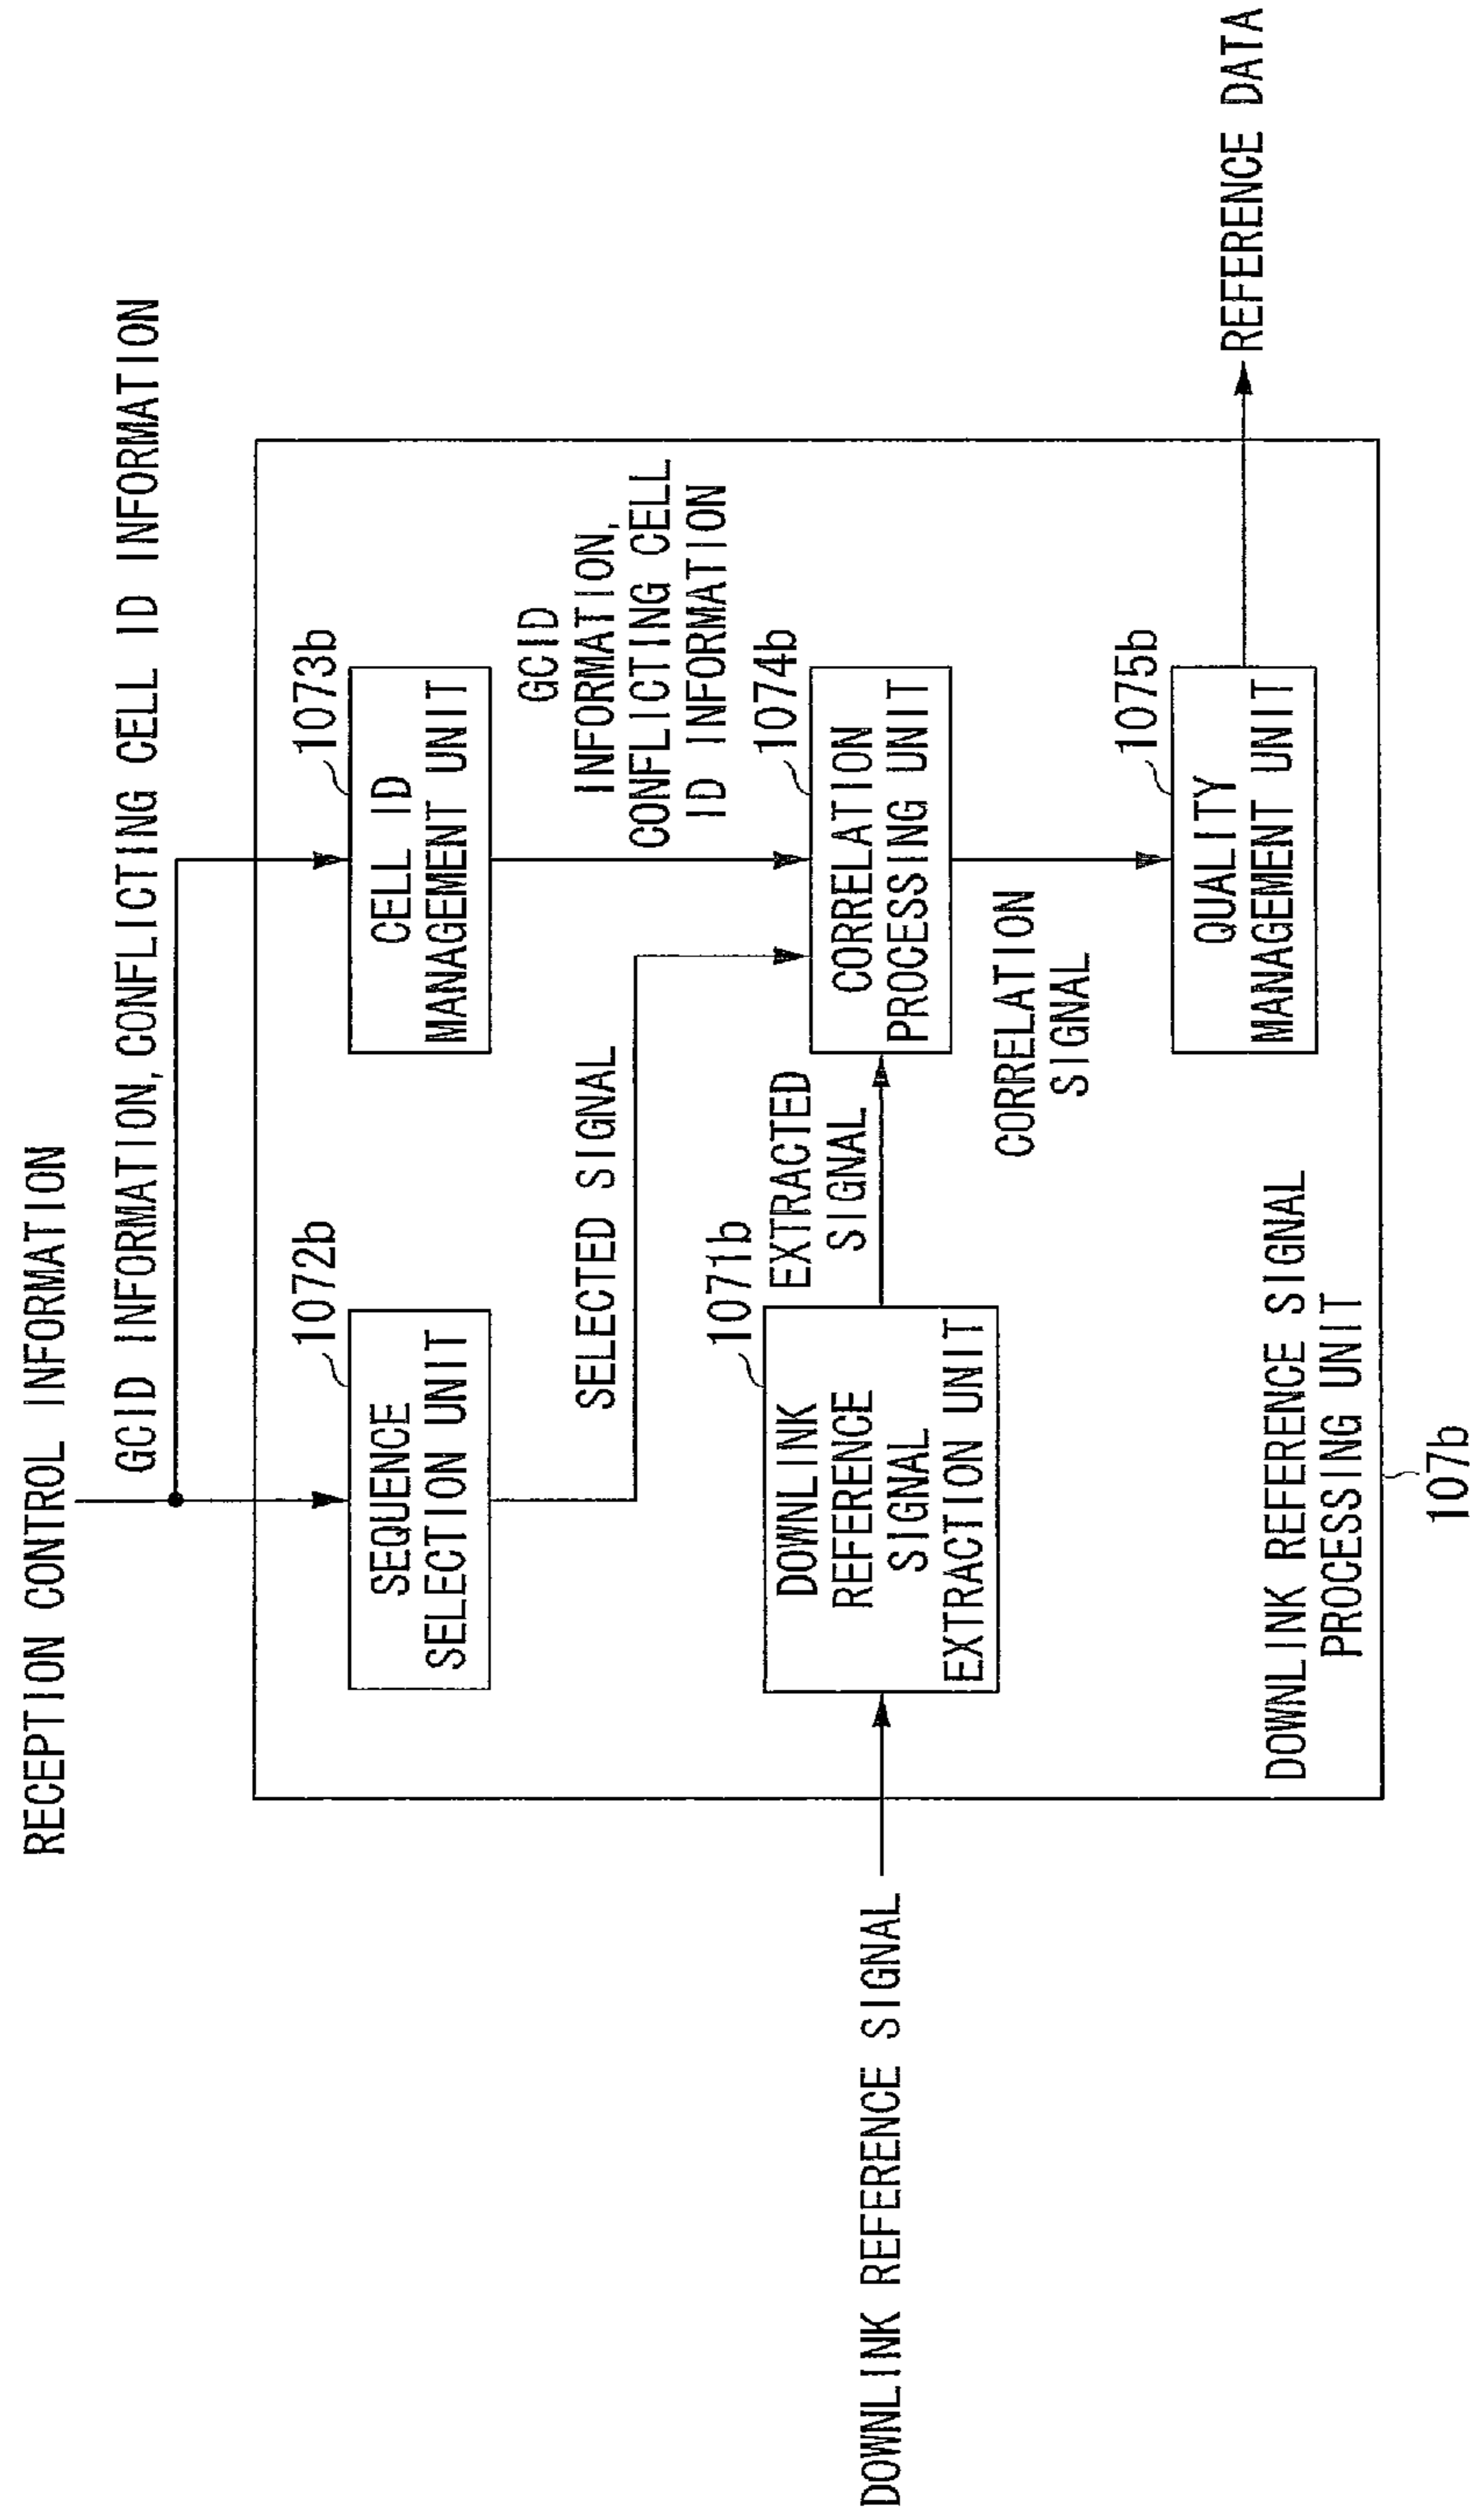 RECEPTION CONTROL INFORMATION
GCID INFORMATION, CONFLICTING CELL ID INFORMATION
1072b
SEQUENCE
SELECTION UNIT
1073b
CELL ID
MANAGEMENT UNIT
SELECTED SIGNAL
GCID
INFORMATION,
CONFLICTING CELL
ID INFORMATION
DOWNLINK REFERENCE SIGNAL
1071b
DOWNLINK
REFERENCE
SIGNAL
EXTRACTION UNIT
EXTRACTED
SIGNAL
1074b
CORRELATION
PROCESSING UNIT
CORRELATION
SIGNAL
1075b
QUALITY
MANAGEMENT UNIT
REFERENCE DATA
DOWNLINK REFERENCE SIGNAL
PROCESSING UNIT
107b